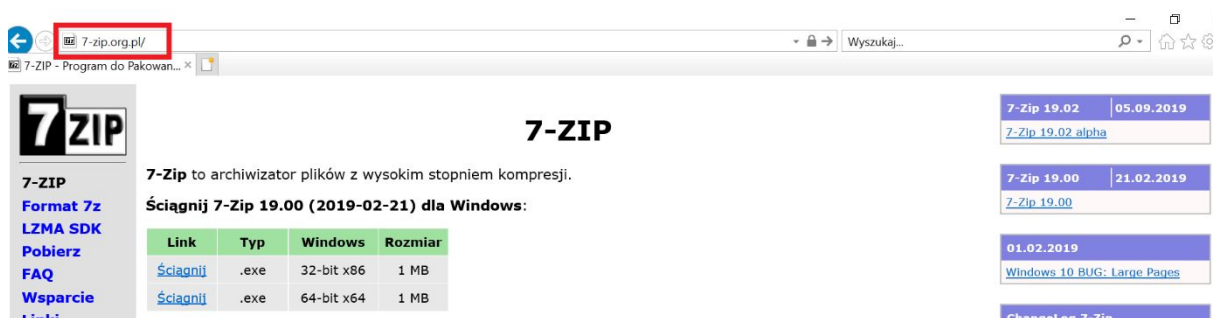 7-zip.org.pl/
Wyszukaj...
7-ZIP - Program do Pakowan...
7 ZIP
7-ZIP
Format 7z
LZMA SDK
Pobierz
FAQ
Wsparcie
7-ZIP
7-Zip to archiwizator plików z wysokim stopniem kompresji.
Ściągnij 7-Zip 19.00 (2019-02-21) dla Windows:
Link Typ Windows Rozmiar
Ściągnij .exe 32-bit x86 1 MB
Ściągnij .exe 64-bit x64 1 MB
7-Zip 19.02 05.09.2019
7-Zip 19.02 alpha
7-Zip 19.00 21.02.2019
7-Zip 19.00
01.02.2019
Windows 10 BUG: Large Pages